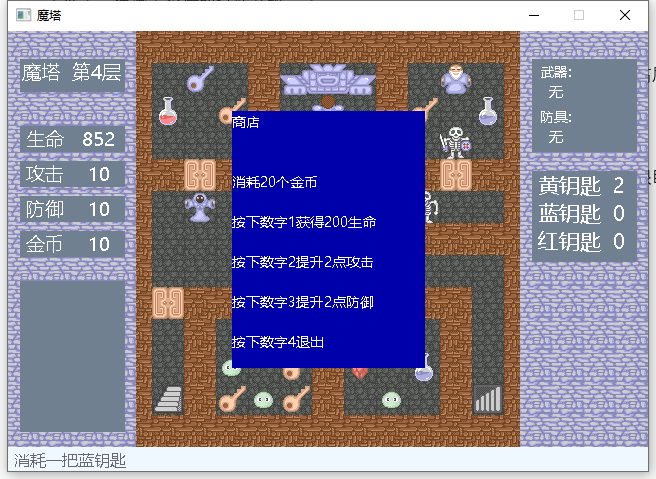 魔塔
魔塔 第4层
生命 852
攻击 10
防御 10
金币 10
商店
消耗20个金币
按下数字1获得200生命
按下数字2提升2点攻击
按下数字3提升2点防御
按下数字4退出
武器:
无
防具:
无
黄钥匙 2
蓝钥匙 0
红钥匙 0
消耗一把蓝钥匙